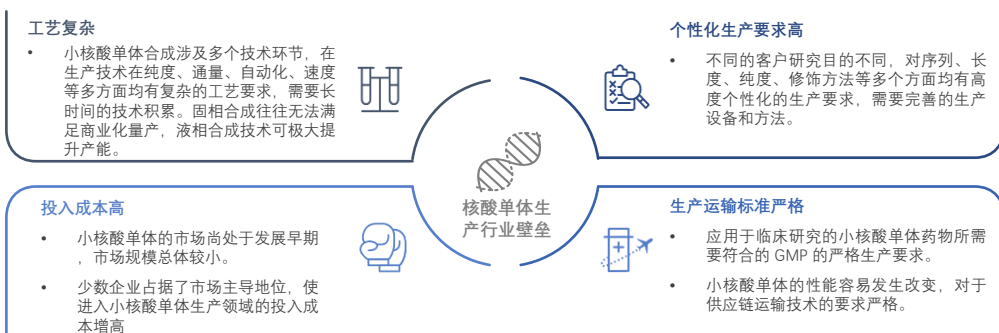 工艺复杂
• 小核酸单体合成涉及多个技术环节，在
生产技术在纯度、通量、自动化、速度
等多方面均有复杂的工艺要求，需要长
时间的技术积累。固相合成往往无法满
足商业化量产，液相合成技术可极大提
升产能。
个性化生产要求高
• 不同的客户研究目的不同，对序列、长
度、纯度、修饰方法等多个方面均有高
度个性化的生产要求，需要完善的生产
设备和方法。
核酸单体生
产行业壁垒
投入成本高
• 小核酸单体的市场尚处于发展早期
，市场规模总体较小。
• 少数企业占据了市场主导地位，使
进入小核酸单体生产领域的投入成
本增高
生产运输标准严格
• 应用于临床研究的小核酸单体药物所需
要符合的 GMP 的严格生产要求。
• 小核酸单体的性能容易发生改变，对于
供应链运输技术的要求严格。